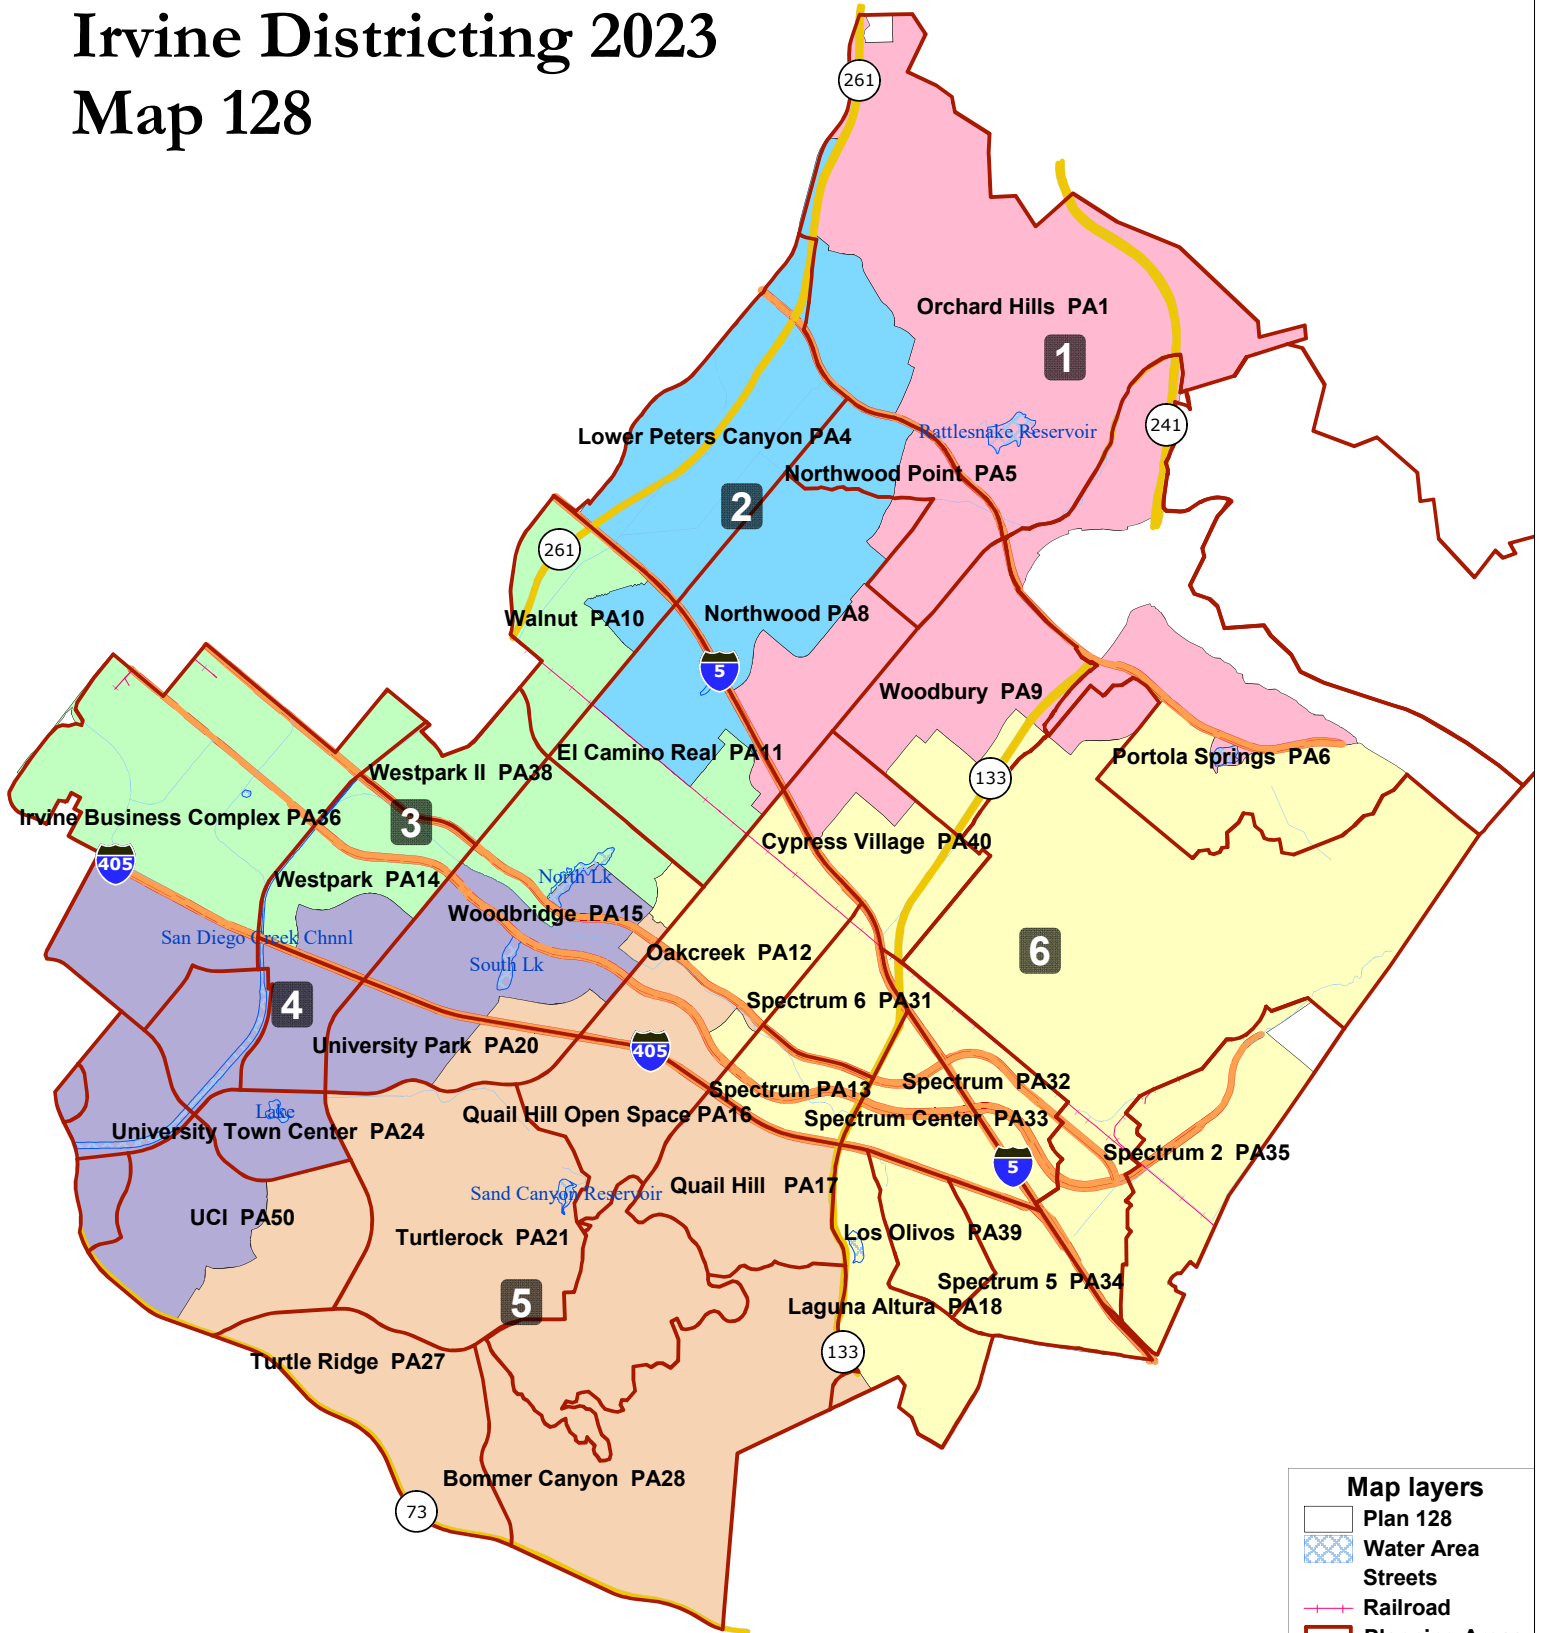 Irvine Districting 2023
Map 128
261
Orchard Hills  PA1
1
241
Rattlesnake Reservoir
Lower Peters Canyon PA4
Northwood Point  PA5
2
261
Walnut  PA10
Northwood PA8
5
Woodbury  PA9
El Camino Real  PA11
Portola Springs  PA6
Westpark II  PA38
133
Irvine Business Complex PA36
3
Cypress Village  PA40
405
Westpark  PA14
North Lk
Woodbridge  PA15
San Diego Creek Chnnl
South Lk
Oakcreek  PA12
6
4
Spectrum 6  PA31
University Park  PA20
405
Spectrum PA13
Spectrum  PA32
Lake
Quail Hill Open Space PA16
Spectrum Center  PA33
University Town Center  PA24
5
Spectrum 2  PA35
Sand Canyon Reservoir
Quail Hill  PA17
UCI  PA50
Turtlerock  PA21
Los Olivos  PA39
5
Spectrum 5  PA34
Laguna Altura  PA18
133
Turtle Ridge  PA27
Bommer Canyon  PA28
73
Map layers
Plan 128
Water Area
Streets
Railroad